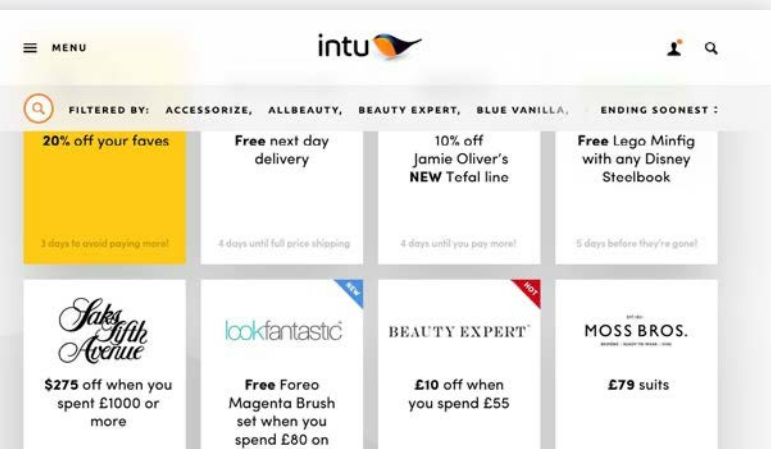 MENU
intu
FILTERED BY: ACCESSORIZE, ALLBEAUTY, BEAUTY EXPERT, BLUE VANILLA,
ENDING SOONEST
20% off your faves
3 days to avoid paying more!
Free next day
delivery
4 days until full price shipping
10% off
Jamie Oliver's
NEW Tefal line
4 days until you pay more!
Free Lego Minfig
with any Disney
Steelbook
5 days before they're gone!
Saks
Fifth
Avenue
$275 off when you
spent £1000 or
more
NEW
lookfantastic
Free Foreo
Magenta Brush
set when you
spend £80 on
HOT
BEAUTY EXPERT
£10 off when
you spend £55
MOSS BROS.
£79 suits